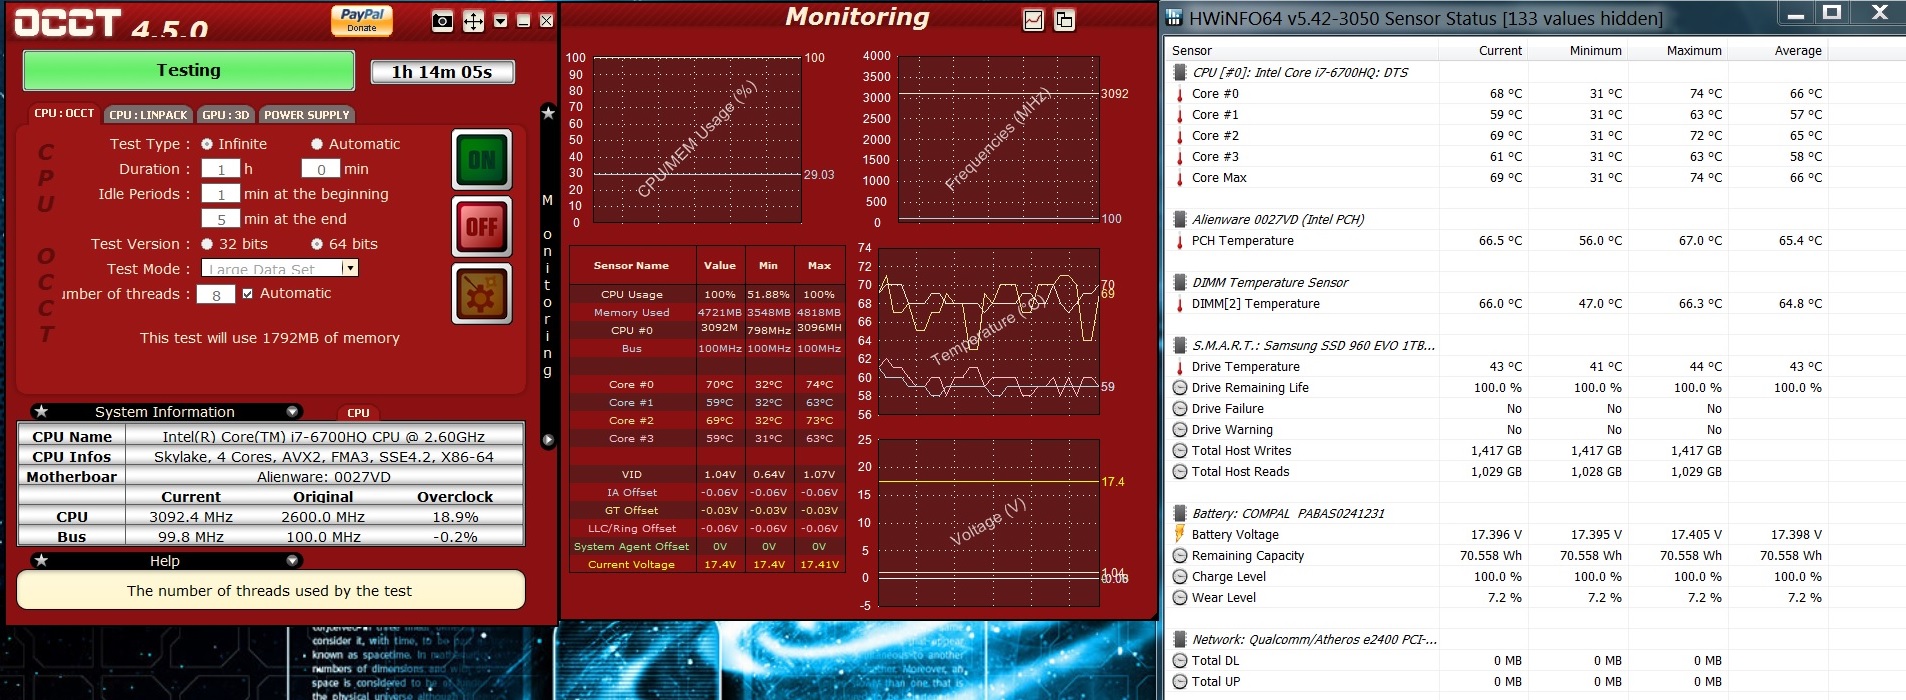 OCCT 4.5.0
PayPal
Donate
Testing
1h 14m 05s
CPU : OCCT CPU : LINPACK GPU : 3D POWER SUPPLY
CPU OCCT
Test Type : Infinite Automatic
Duration : 1 h 0 min
Idle Periods : 1 min at the beginning
5 min at the end
Test Version : 32 bits 64 bits
Test Mode : Large Data Set
umber of threads : 8 Automatic
This test will use 1792MB of memory
ON
OFF
System Information CPU
CPU Name Intel(R) Core(TM) i7-6700HQ CPU @ 2.60GHz
CPU Infos Skylake, 4 Cores, AVX2, FMA3, SSE4.2, X86-64
Motherboar Alienware: 0027VD
Current Original Overclock
CPU 3092.4 MHz 2600.0 MHz 18.9%
Bus 99.8 MHz 100.0 MHz -0.2%
Help
The number of threads used by the test
Monitoring
Monitoring
100
90
80
70
60
50
40
30
20
10
0
CPU/MEM Usage (%)
100
29.03
4000
3500
3000
2500
2000
1500
1000
500
0
Frequencies (MHz)
3092
100
Sensor Name Value Min Max
CPU Usage 100% 51.88% 100%
Memory Used 4721MB 3548MB 4818MB
CPU #0 3092M 798MHz 3096MH
Bus 100MHz 100MHz 100MHz
Core #0 70°C 32°C 74°C
Core #1 59°C 32°C 63°C
Core #2 69°C 32°C 73°C
Core #3 59°C 31°C 63°C
VID 1.04V 0.64V 1.07V
IA Offset -0.06V -0.06V -0.06V
GT Offset -0.03V -0.03V -0.03V
LLC/Ring Offset -0.06V -0.06V -0.06V
System Agent Offset 0V 0V 0V
Current Voltage 17.4V 17.4V 17.41V
74
72
70
68
66
64
62
60
58
56
Temperature (°C)
70
69
59
25
20
15
10
5
0
-5
Voltage (V)
17.4
1.04
HWiNFO64 v5.42-3050 Sensor Status [133 values hidden]
Sensor Current Minimum Maximum Average
CPU [#0]: Intel Core i7-6700HQ: DTS
Core #0 68 °C 31 °C 74 °C 66 °C
Core #1 59 °C 31 °C 63 °C 57 °C
Core #2 69 °C 31 °C 72 °C 65 °C
Core #3 61 °C 31 °C 63 °C 58 °C
Core Max 69 °C 31 °C 74 °C 66 °C
Alienware 0027VD (Intel PCH)
PCH Temperature 66.5 °C 56.0 °C 67.0 °C 65.4 °C
DIMM Temperature Sensor
DIMM[2] Temperature 66.0 °C 47.0 °C 66.3 °C 64.8 °C
S.M.A.R.T.: Samsung SSD 960 EVO 1TB...
Drive Temperature 43 °C 41 °C 44 °C 43 °C
Drive Remaining Life 100.0 % 100.0 % 100.0 % 100.0 %
Drive Failure No No No
Drive Warning No No No
Total Host Writes 1,417 GB 1,417 GB 1,417 GB
Total Host Reads 1,029 GB 1,028 GB 1,029 GB
Battery: COMPAL PABAS0241231
Battery Voltage 17.396 V 17.395 V 17.405 V 17.398 V
Remaining Capacity 70.558 Wh 70.558 Wh 70.558 Wh 70.558 Wh
Charge Level 100.0 % 100.0 % 100.0 % 100.0 %
Wear Level 7.2 % 7.2 % 7.2 % 7.2 %
Network: Qualcomm/Atheros e2400 PCI-...
Total DL 0 MB 0 MB 0 MB
Total UP 0 MB 0 MB 0 MB
consider it, with time, to be
known as spacetime. In
numbers of dimensions and
the physical universe
Moreover, an
than one that is